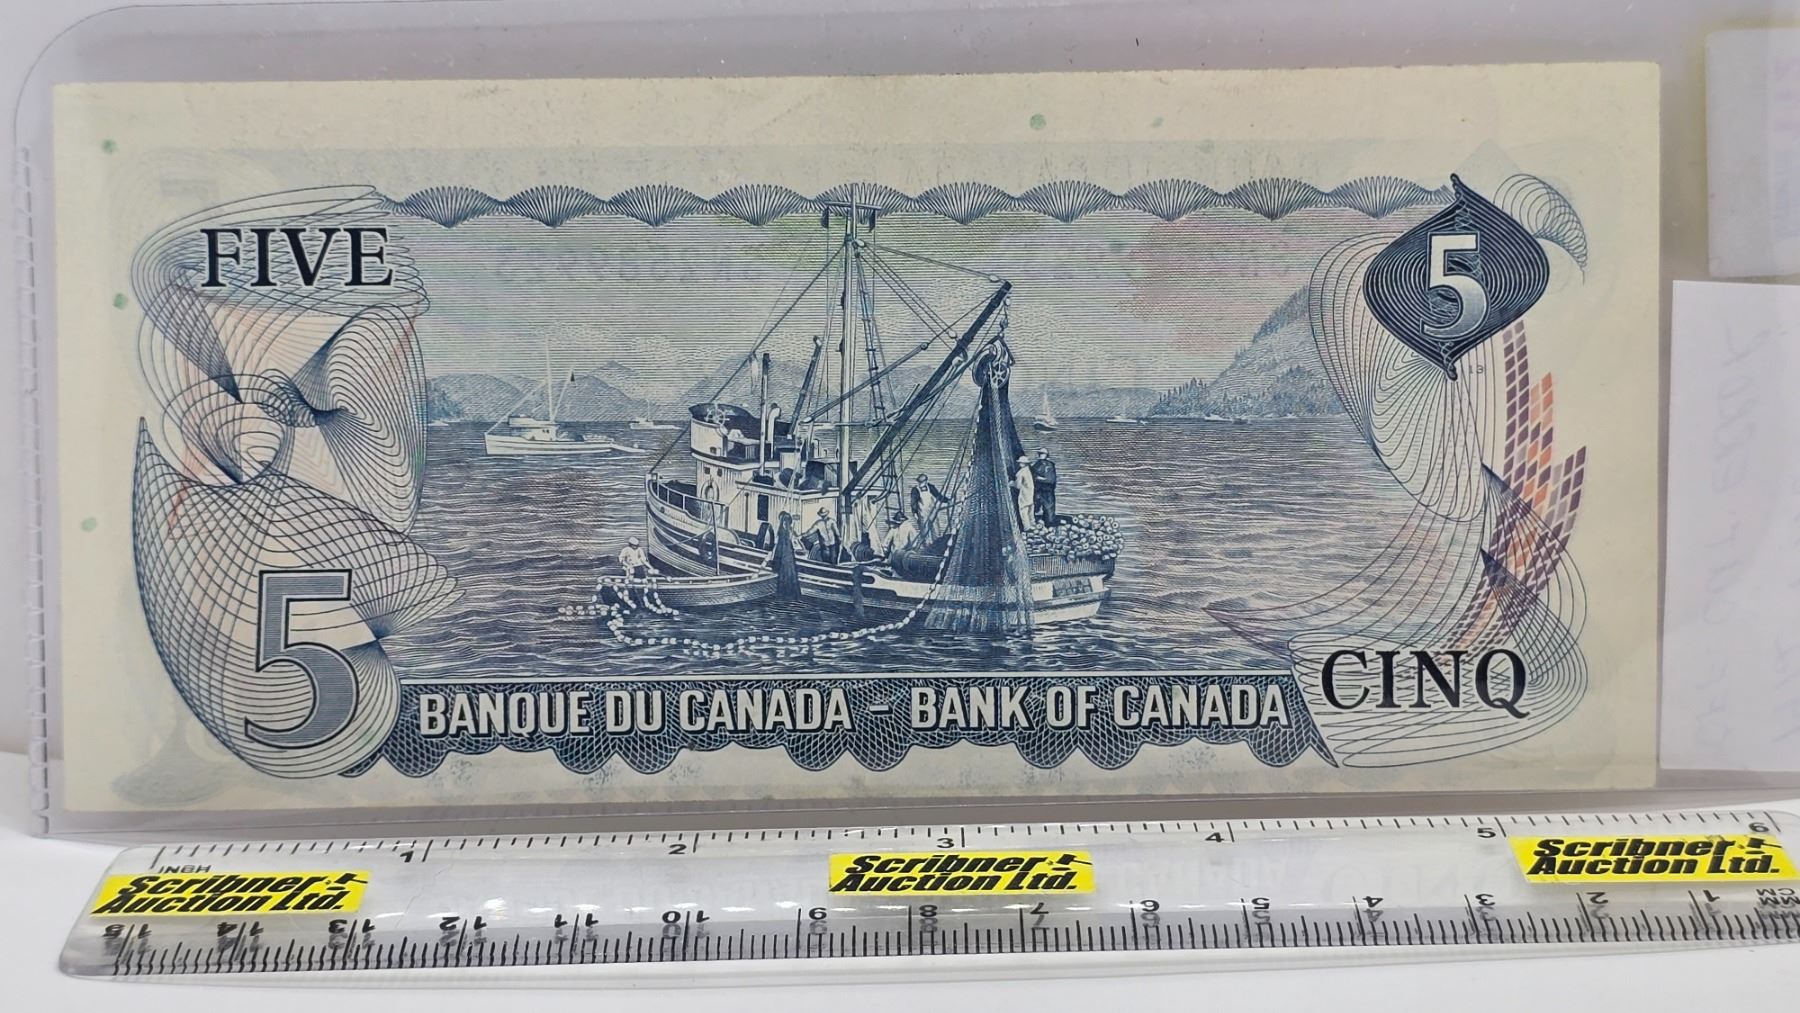 FIVE
5
13
5
CINQ
BANQUE DU CANADA - BANK OF CANADA
1 2 3 4 5 6
INCH
Scribner
Auction Ltd.
Scribner
Auction Ltd.
Scribner
Auction Ltd.
15 14 13 12 11 10 9 8 7 6 5 4 3 2 1
CM
MM